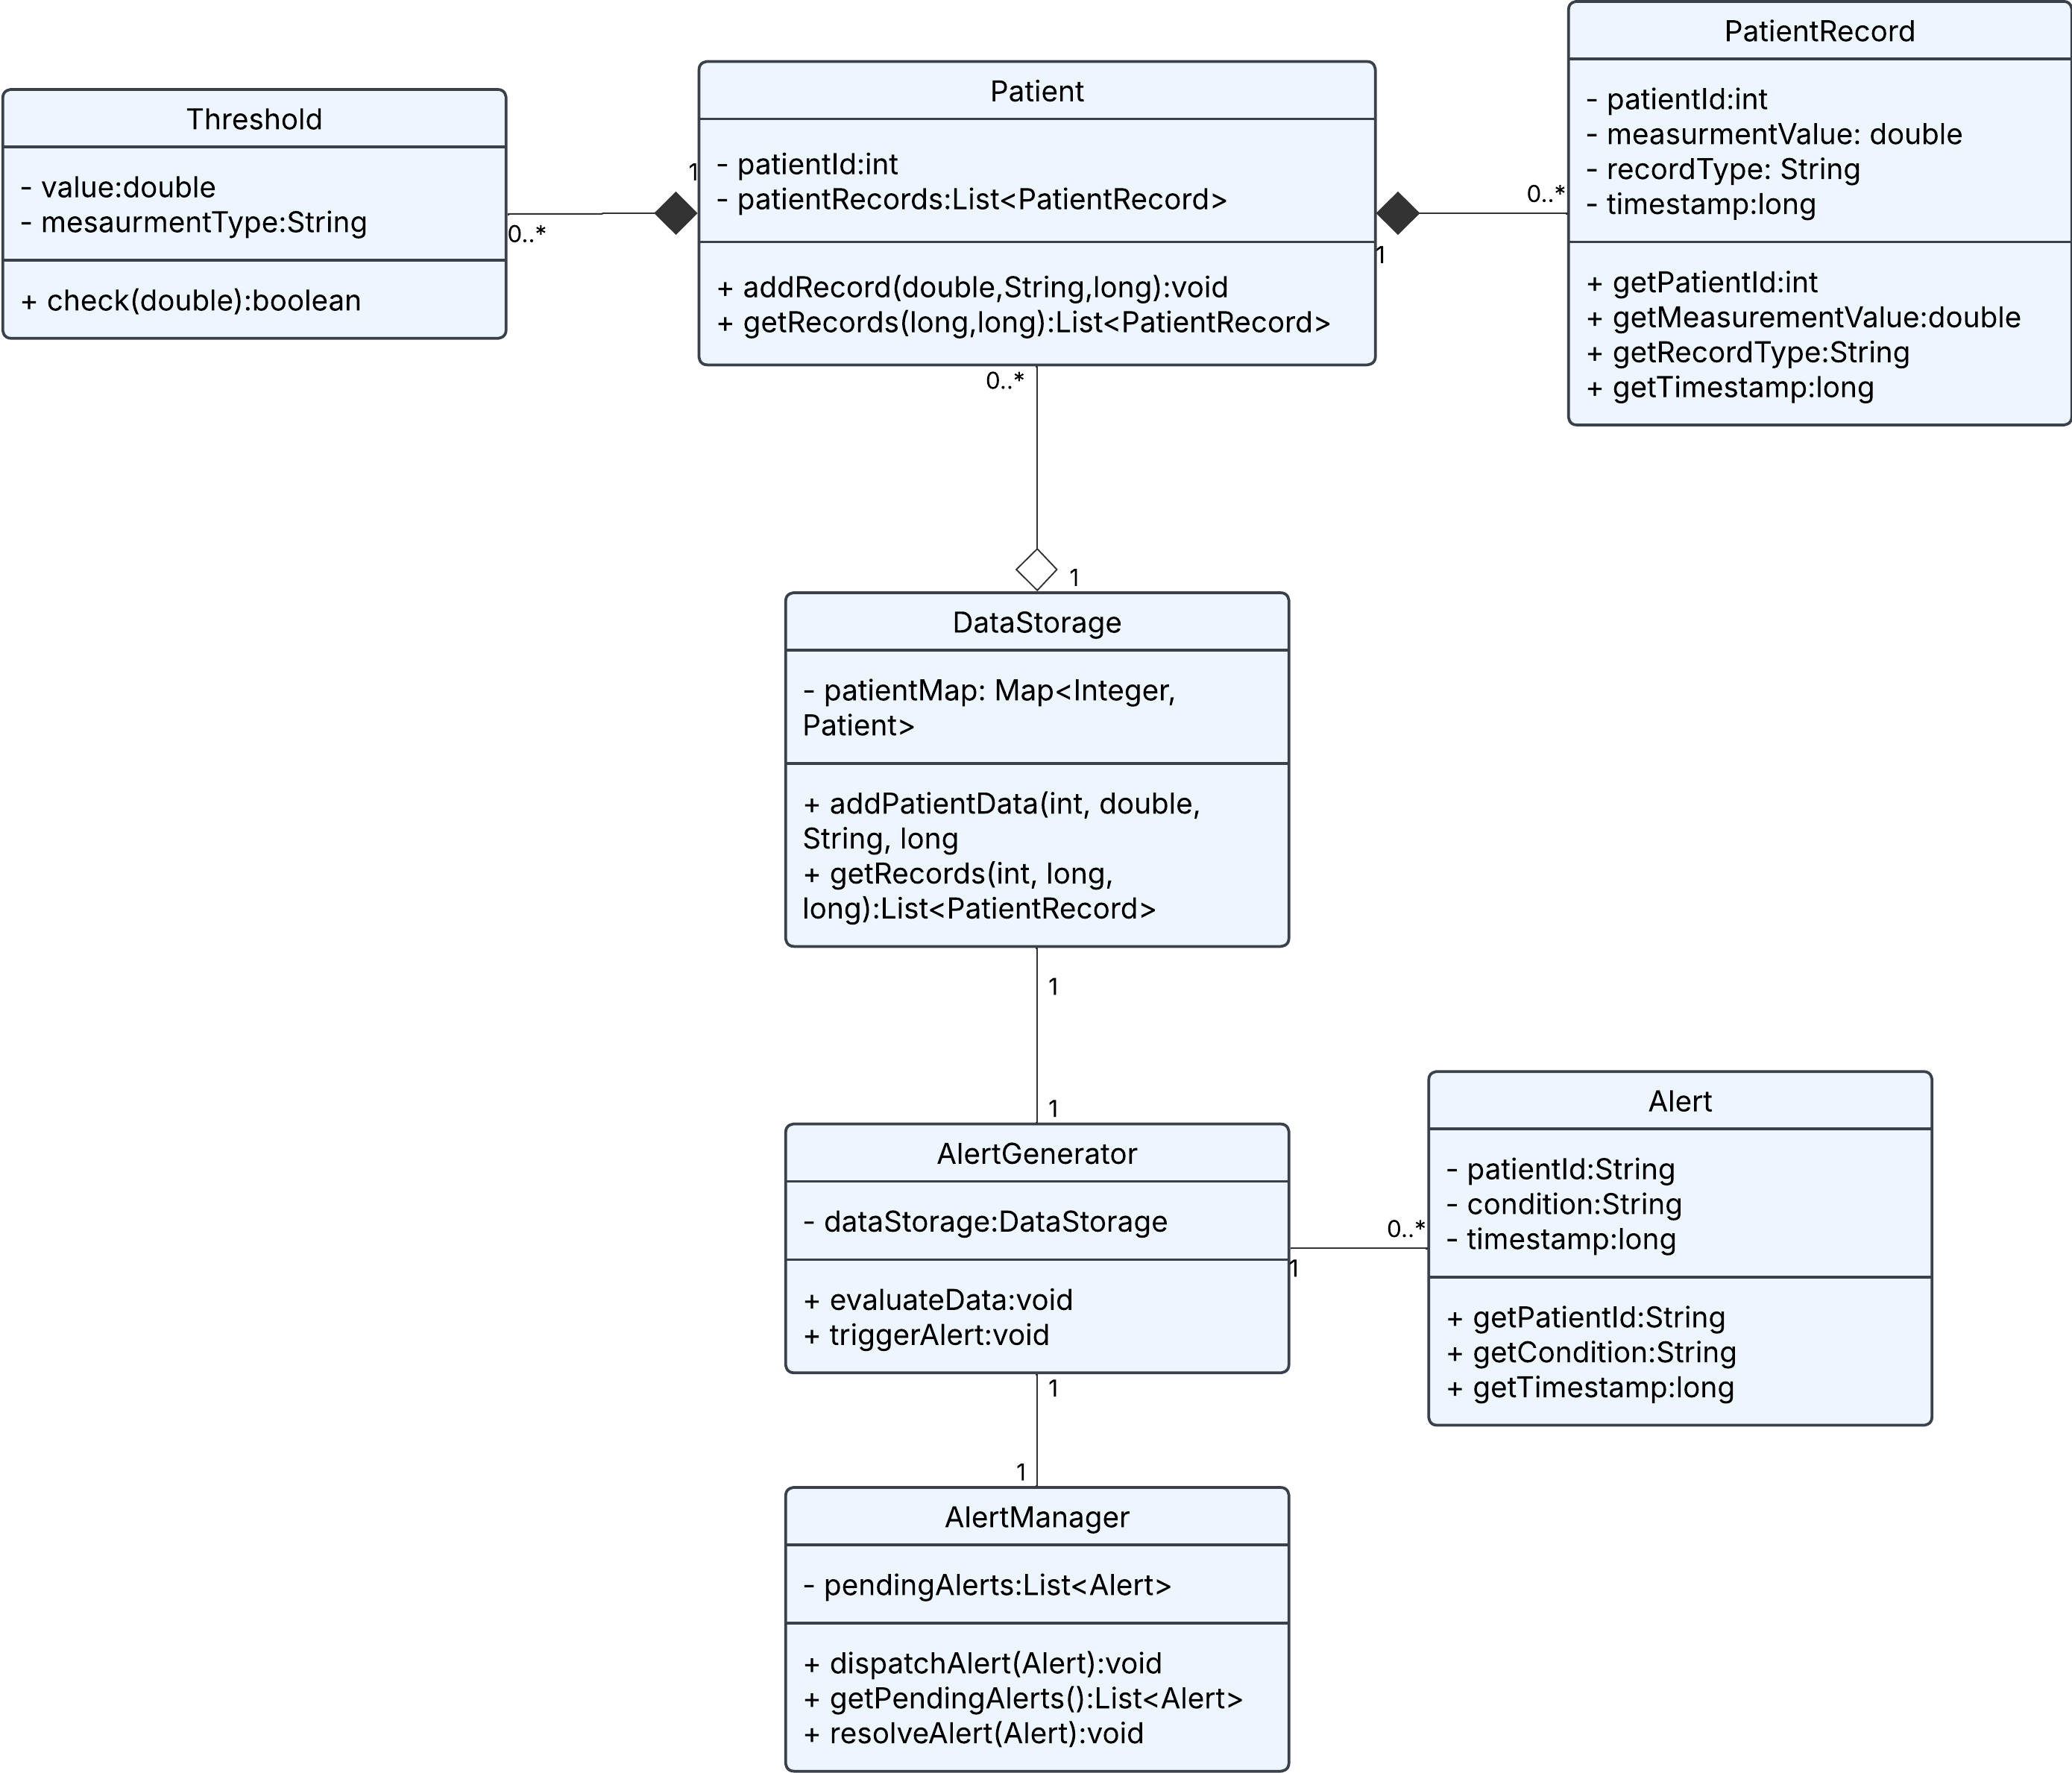 PatientRecord
- patientId:int
- measurmentValue: double
- recordType: String
- timestamp:long
+ getPatientId:int
+ getMeasurementValue:double
+ getRecordType:String
+ getTimestamp:long
Patient
- patientId:int
- patientRecords:List<PatientRecord>
+ addRecord(double,String,long):void
+ getRecords(long,long):List<PatientRecord>
Threshold
- value:double
- mesaurmentType:String
+ check(double):boolean
1
0..*
0..*
1
0..*
1
DataStorage
- patientMap: Map<Integer,
Patient>
+ addPatientData(int, double,
String, long
+ getRecords(int, long,
long):List<PatientRecord>
1
1
AlertGenerator
- dataStorage:DataStorage
+ evaluateData:void
+ triggerAlert:void
Alert
- patientId:String
- condition:String
- timestamp:long
+ getPatientId:String
+ getCondition:String
+ getTimestamp:long
0..*
1
1
1
AlertManager
- pendingAlerts:List<Alert>
+ dispatchAlert(Alert):void
+ getPendingAlerts():List<Alert>
+ resolveAlert(Alert):void